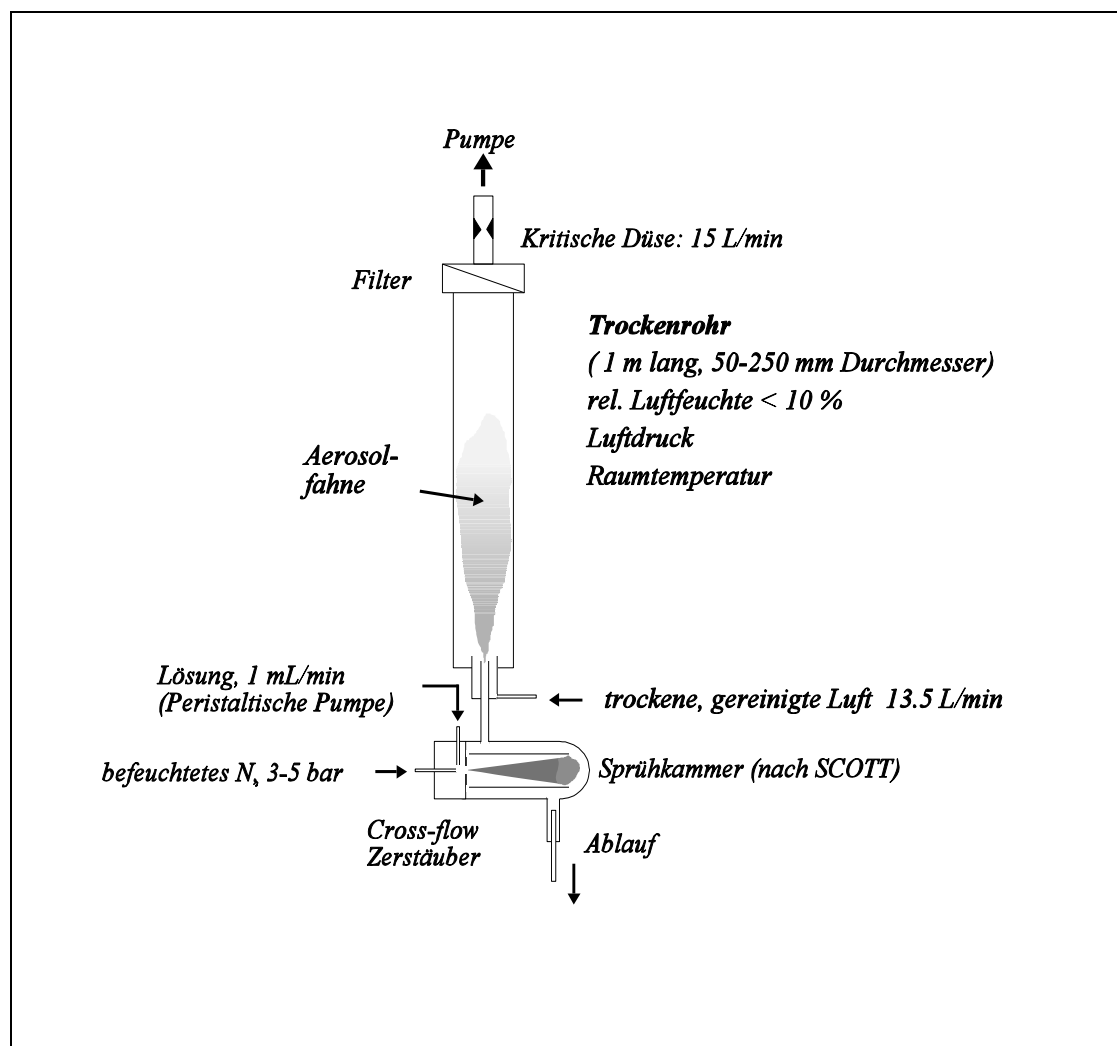 Pumpe
Kritische Düse: 15 L/min
Filter
Trockenrohr
( 1 m lang, 50-250 mm Durchmesser)
rel. Luftfeuchte < 10 %
Luftdruck
Raumtemperatur
Aerosol-
fahne
Lösung, 1 mL/min
(Peristaltische Pumpe)
trockene, gereinigte Luft 13.5 L/min
befeuchtetes N₂, 3-5 bar
Sprühkammer (nach SCOTT)
Cross-flow
Zerstäuber
Ablauf